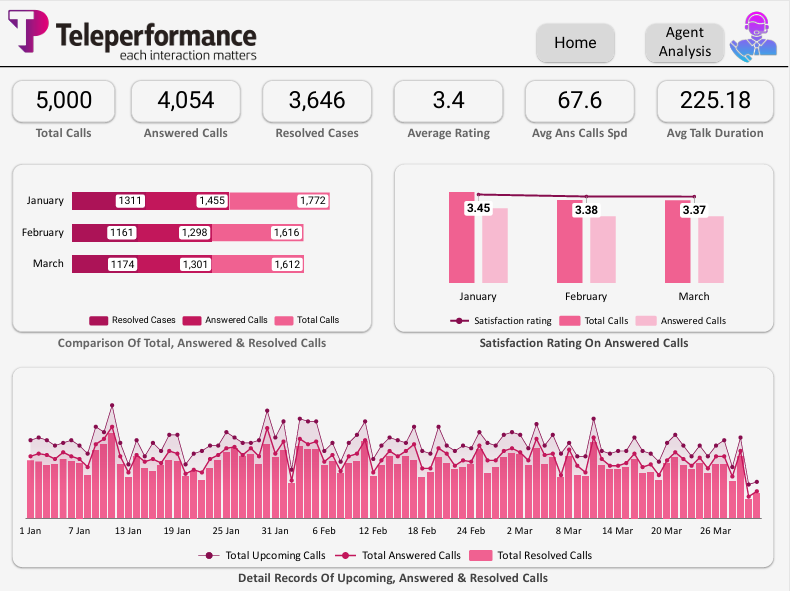 Teleperformance
each interaction matters
Home
Agent
Analysis
5,000
4,054
3,646
3.4
67.6
225.18
Total Calls
Answered Calls
Resolved Cases
Average Rating
Avg Ans Calls Spd
Avg Talk Duration
January
1311
1,455
1,772
February
1161
1,298
1,616
March
1174
1,301
1,612
Resolved Cases
Answered Calls
Total Calls
Comparison Of Total, Answered & Resolved Calls
3.45
3.38
3.37
January
February
March
Satisfaction rating
Total Calls
Answered Calls
Satisfaction Rating On Answered Calls
1 Jan
7 Jan
13 Jan
19 Jan
25 Jan
31 Jan
6 Feb
12 Feb
18 Feb
24 Feb
2 Mar
8 Mar
14 Mar
20 Mar
26 Mar
Total Upcoming Calls
Total Answered Calls
Total Resolved Calls
Detail Records Of Upcoming, Answered & Resolved Calls